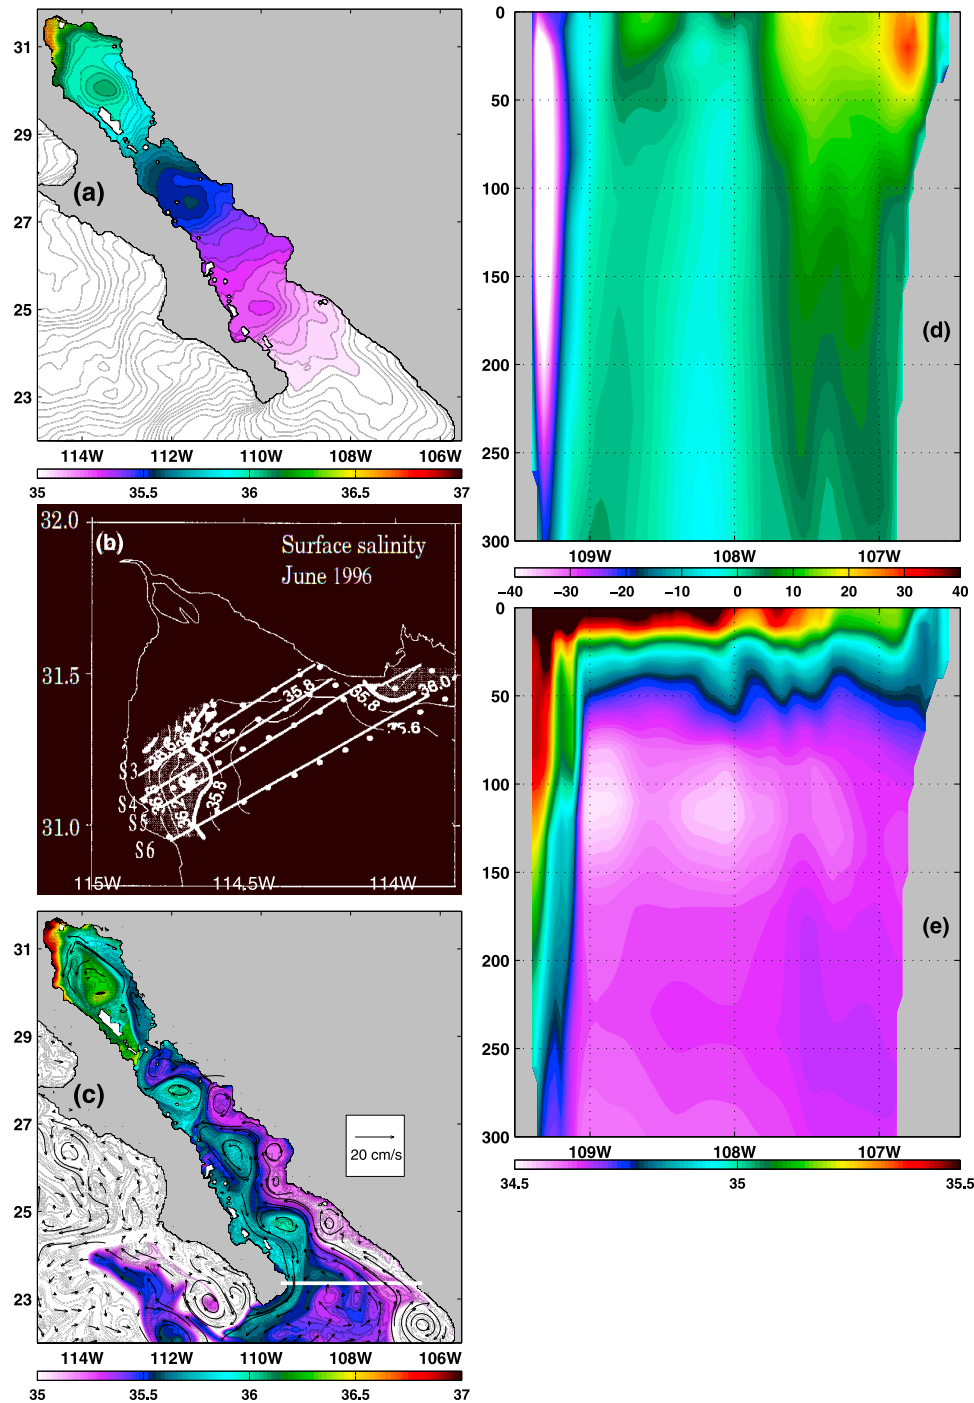 31
29
27
25
23
(a)
114W 112W 110W 108W 106W
35 35.5 36 36.5 37
(b)
Surface salinity
June 1996
32.0
31.5
31.0
35.8
35.8
36.0
35.6
35.8
S3
S4
S5
S6
115W 114.5W 114W
31
29
27
25
23
(c)
20 cm/s
114W 112W 110W 108W 106W
35 35.5 36 36.5 37
0
50
100
150
200
250
300
(d)
109W 108W 107W
−40 −30 −20 −10 0 10 20 30 40
0
50
100
150
200
250
300
(e)
109W 108W 107W
34.5 35 35.5